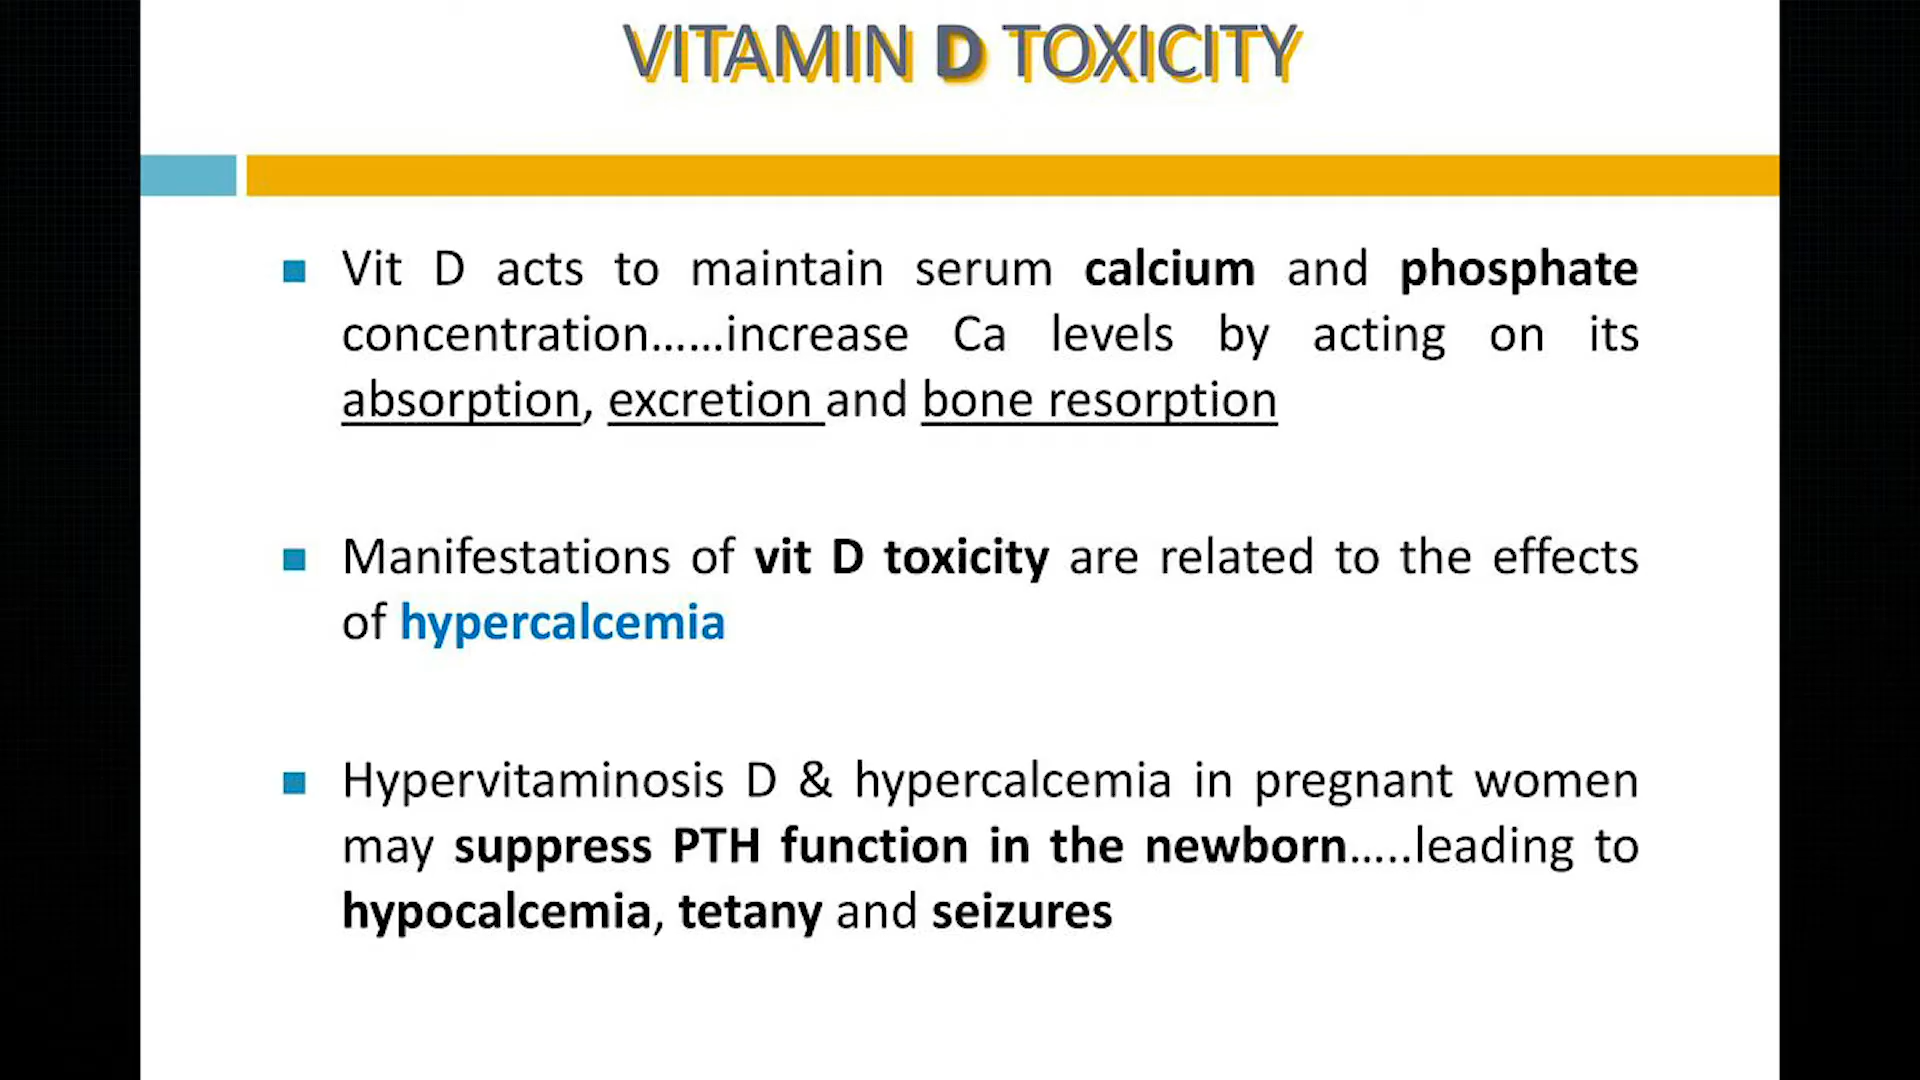 VITAMIN D TOXICITY
Vit D acts to maintain serum calcium and phosphate
concentration......increase Ca levels by acting on its
absorption, excretion and bone resorption
Manifestations of vit D toxicity are related to the effects
of hypercalcemia
Hypervitaminosis D & hypercalcemia in pregnant women
may suppress PTH function in the newborn.....leading to
hypocalcemia, tetany and seizures